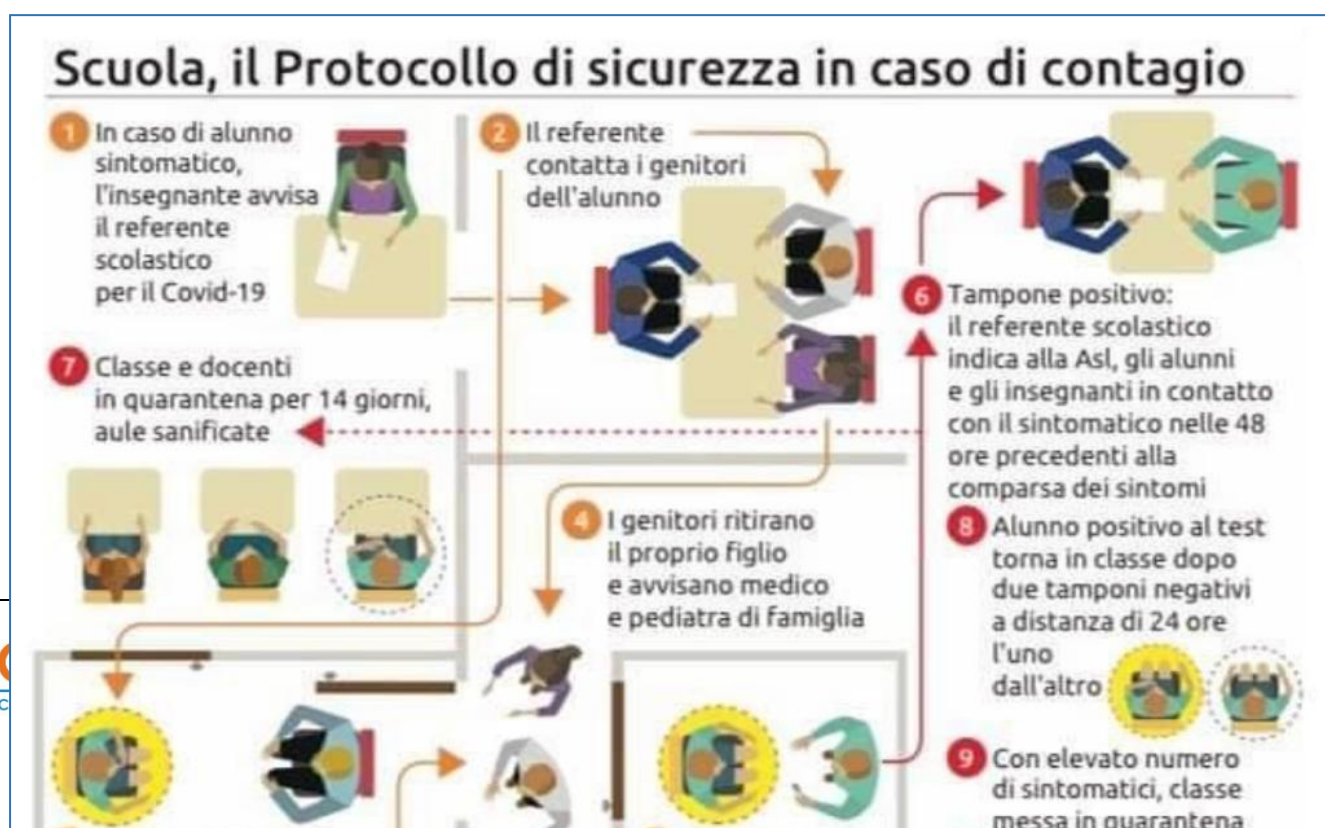 Scuola, il Protocollo di sicurezza in caso di contagio
1 In caso di alunno
sintomatico,
l'insegnante avvisa
il referente
scolastico
per il Covid-19
2 Il referente
contatta i genitori
dell'alunno
4 I genitori ritirano
il proprio figlio
e avvisano medico
e pediatra di famiglia
6 Tampone positivo:
il referente scolastico
indica alla Asl, gli alunni
e gli insegnanti in contatto
con il sintomatico nelle 48
ore precedenti alla
comparsa dei sintomi
7 Classe e docenti
in quarantena per 14 giorni,
aule sanificate
8 Alunno positivo al test
torna in classe dopo
due tamponi negativi
a distanza di 24 ore
l'uno
dall'altro
9 Con elevato numero
di sintomatici, classe
messa in quarantena